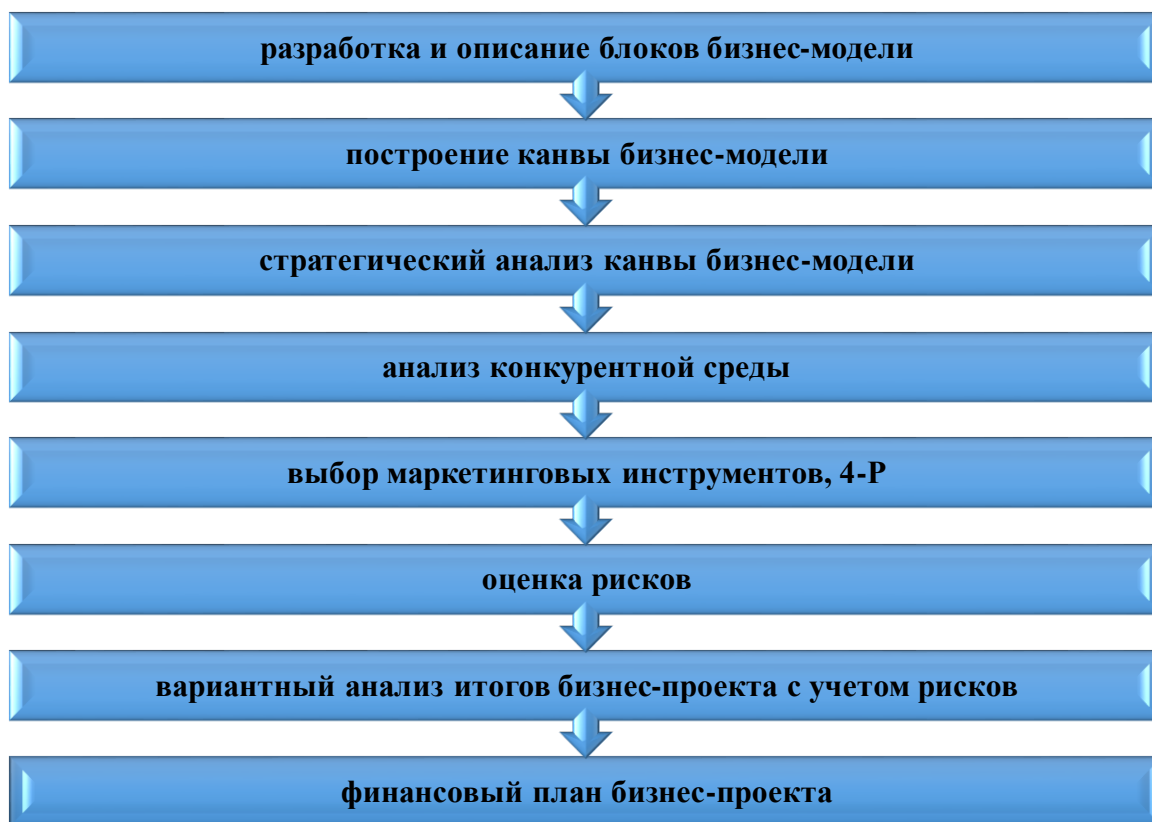 разработка и описание блоков бизнес-модели
построение канвы бизнес-модели
стратегический анализ канвы бизнес-модели
анализ конкурентной среды
выбор маркетинговых инструментов, 4-Р
оценка рисков
вариантный анализ итогов бизнес-проекта с учетом рисков
финансовый план бизнес-проекта